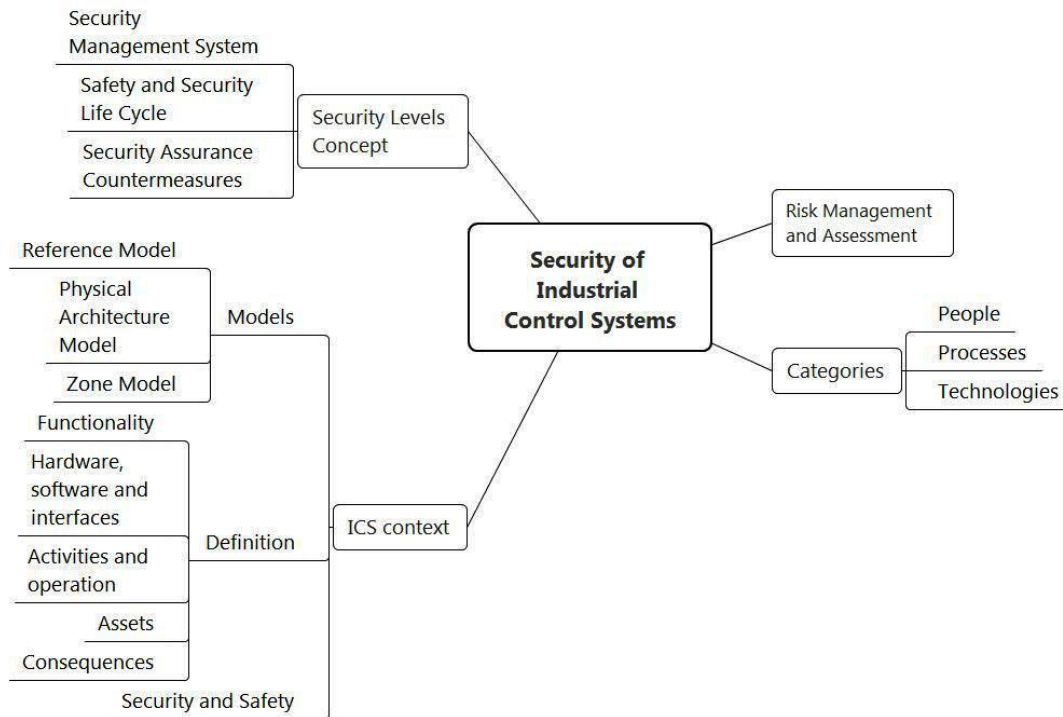 Security
Management System
Safety and Security
Life Cycle
Security Assurance
Countermeasures
Security Levels
Concept
Security of
Industrial
Control Systems
Risk Management
and Assessment
Categories
People
Processes
Technologies
ICS context
Models
Reference Model
Physical
Architecture
Model
Zone Model
Definition
Functionality
Hardware,
software and
interfaces
Activities and
operation
Assets
Consequences
Security and Safety